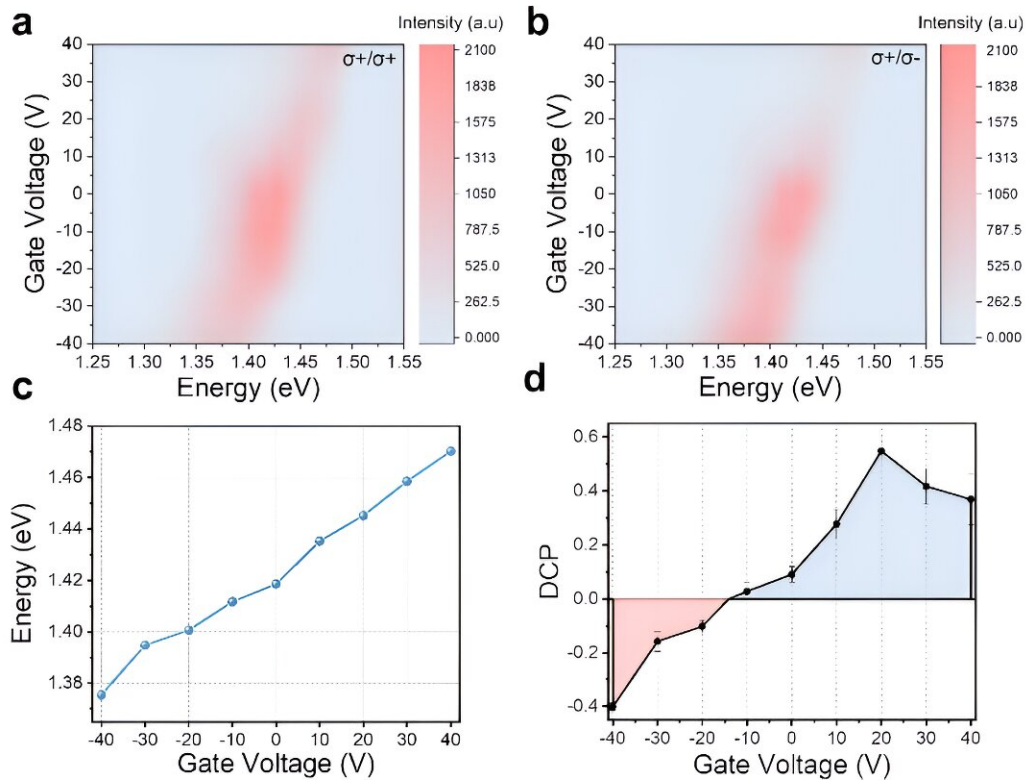 a
Intensity (a.u)
σ+/σ+
40
30
20
10
0
-10
-20
-30
-40
Gate Voltage (V)
1.25 1.30 1.35 1.40 1.45 1.50 1.55
Energy (eV)
2100
1838
1575
1313
1050
787.5
525.0
262.5
0.000
b
Intensity (a.u)
σ+/σ-
40
30
20
10
0
-10
-20
-30
-40
Gate Voltage (V)
1.25 1.30 1.35 1.40 1.45 1.50 1.55
Energy (eV)
2100
1838
1575
1313
1050
787.5
525.0
262.5
0.000
c
1.48
1.46
1.44
1.42
1.40
1.38
Energy (eV)
-40 -30 -20 -10 0 10 20 30 40
Gate Voltage (V)
d
0.6
0.4
0.2
0.0
-0.2
-0.4
DCP
-40 -30 -20 -10 0 10 20 30 40
Gate Voltage (V)